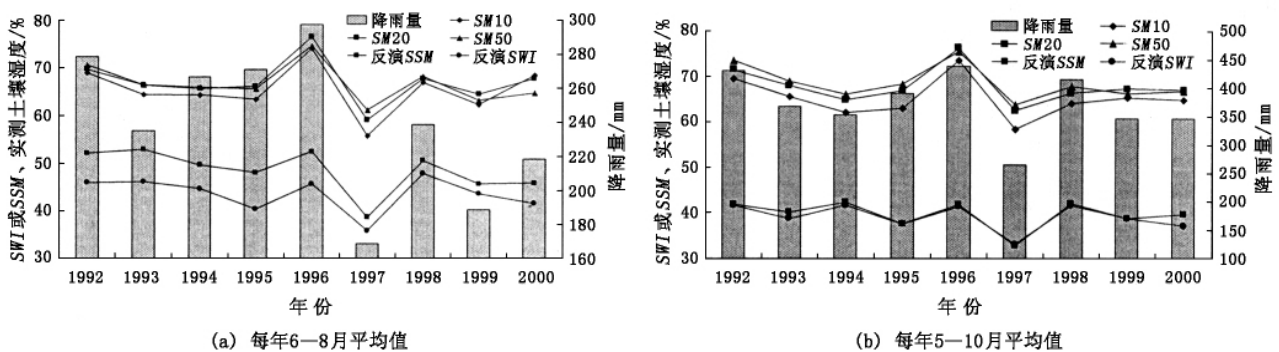 SWI或SSM、实测土壤湿度/%
80
70
60
50
40
30
降雨量
SM10
SM20
SM50
反演SSM
反演SWI
300
280
260
240
220
200
180
160
降雨量/mm
1992 1993 1994 1995 1996 1997 1998 1999 2000
年份
(a) 每年6—8月平均值
SWI或SSM、实测土壤湿度/%
80
70
60
50
40
30
降雨量
SM10
SM20
SM50
反演SSM
反演SWI
500
450
400
350
300
250
200
150
100
降雨量/mm
1992 1993 1994 1995 1996 1997 1998 1999 2000
年份
(b) 每年5—10月平均值